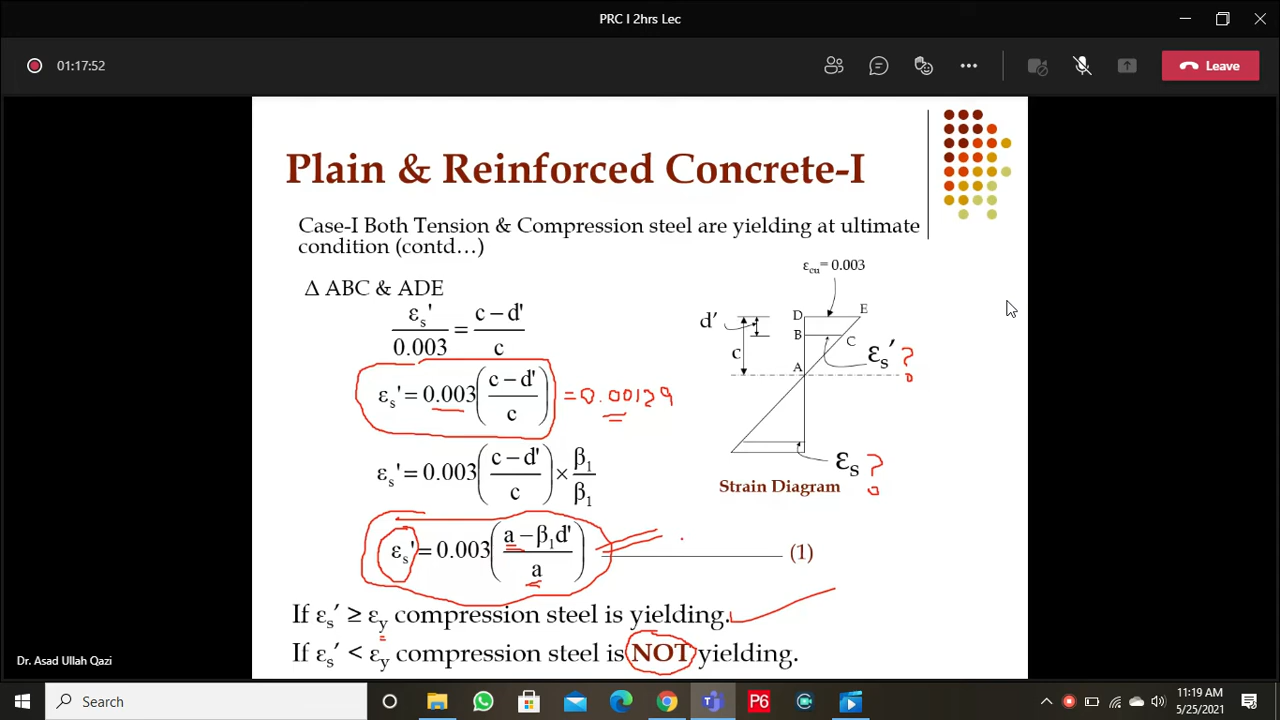 PRC I 2hrs Lec
01:17:52
Leave
Plain & Reinforced Concrete-I
Case-I Both Tension & Compression steel are yielding at ultimate
condition (contd…)
Δ ABC & ADE
εs' / 0.003 = (c − d') / c
εs' = 0.003 ((c − d') / c) = 0.00129
εs' = 0.003 ((c − d') / c) × β1 / β1
εs' = 0.003 ((a − β1d') / a) (1)
If εs′ ≥ εy compression steel is yielding.
If εs′ < εy compression steel is NOT yielding.
εcu= 0.003
D
E
d′
B
C
c
εs′ ?
A
εs ?
Strain Diagram
Dr. Asad Ullah Qazi
Search
P6
11:19 AM
5/25/2021